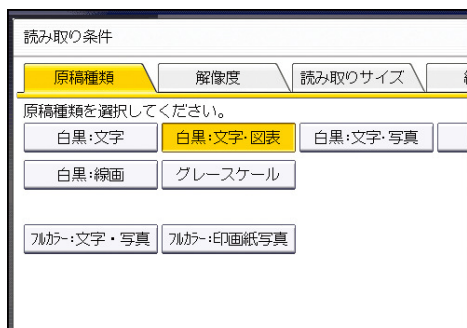 読み取り条件
原稿種類 解像度 読み取りサイズ
原稿種類を選択してください。
白黒:文字 白黒:文字・図表 白黒:文字・写真
白黒:線画 グレースケール
フルカラー:文字・写真 フルカラー:印画紙写真